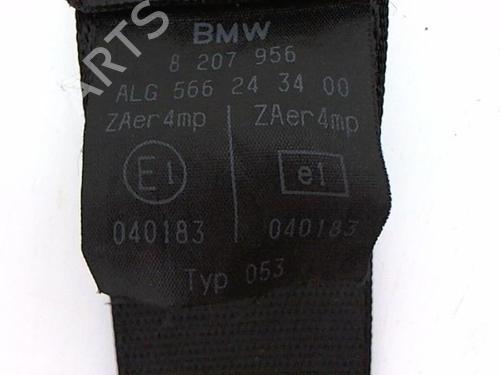 BMW
8 207 956
ALG 566 24 34 00
ZAer4mp ZAer4mp
E1 e1
040183 040183
Typ 053